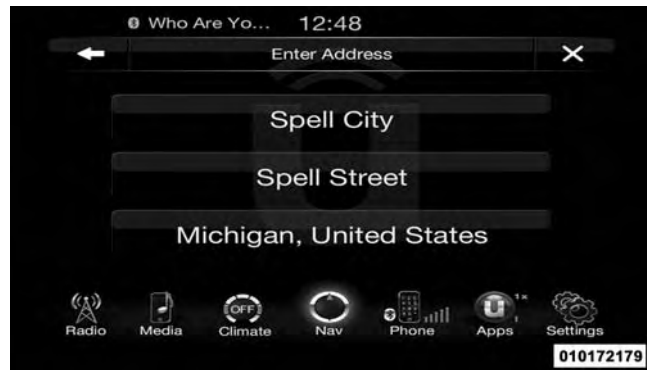 Who Are Yo... 12:48
Enter Address
Spell City
Spell Street
Michigan, United States
OFF 1x
Radio Media Climate Nav Phone Apps Settings
010172179